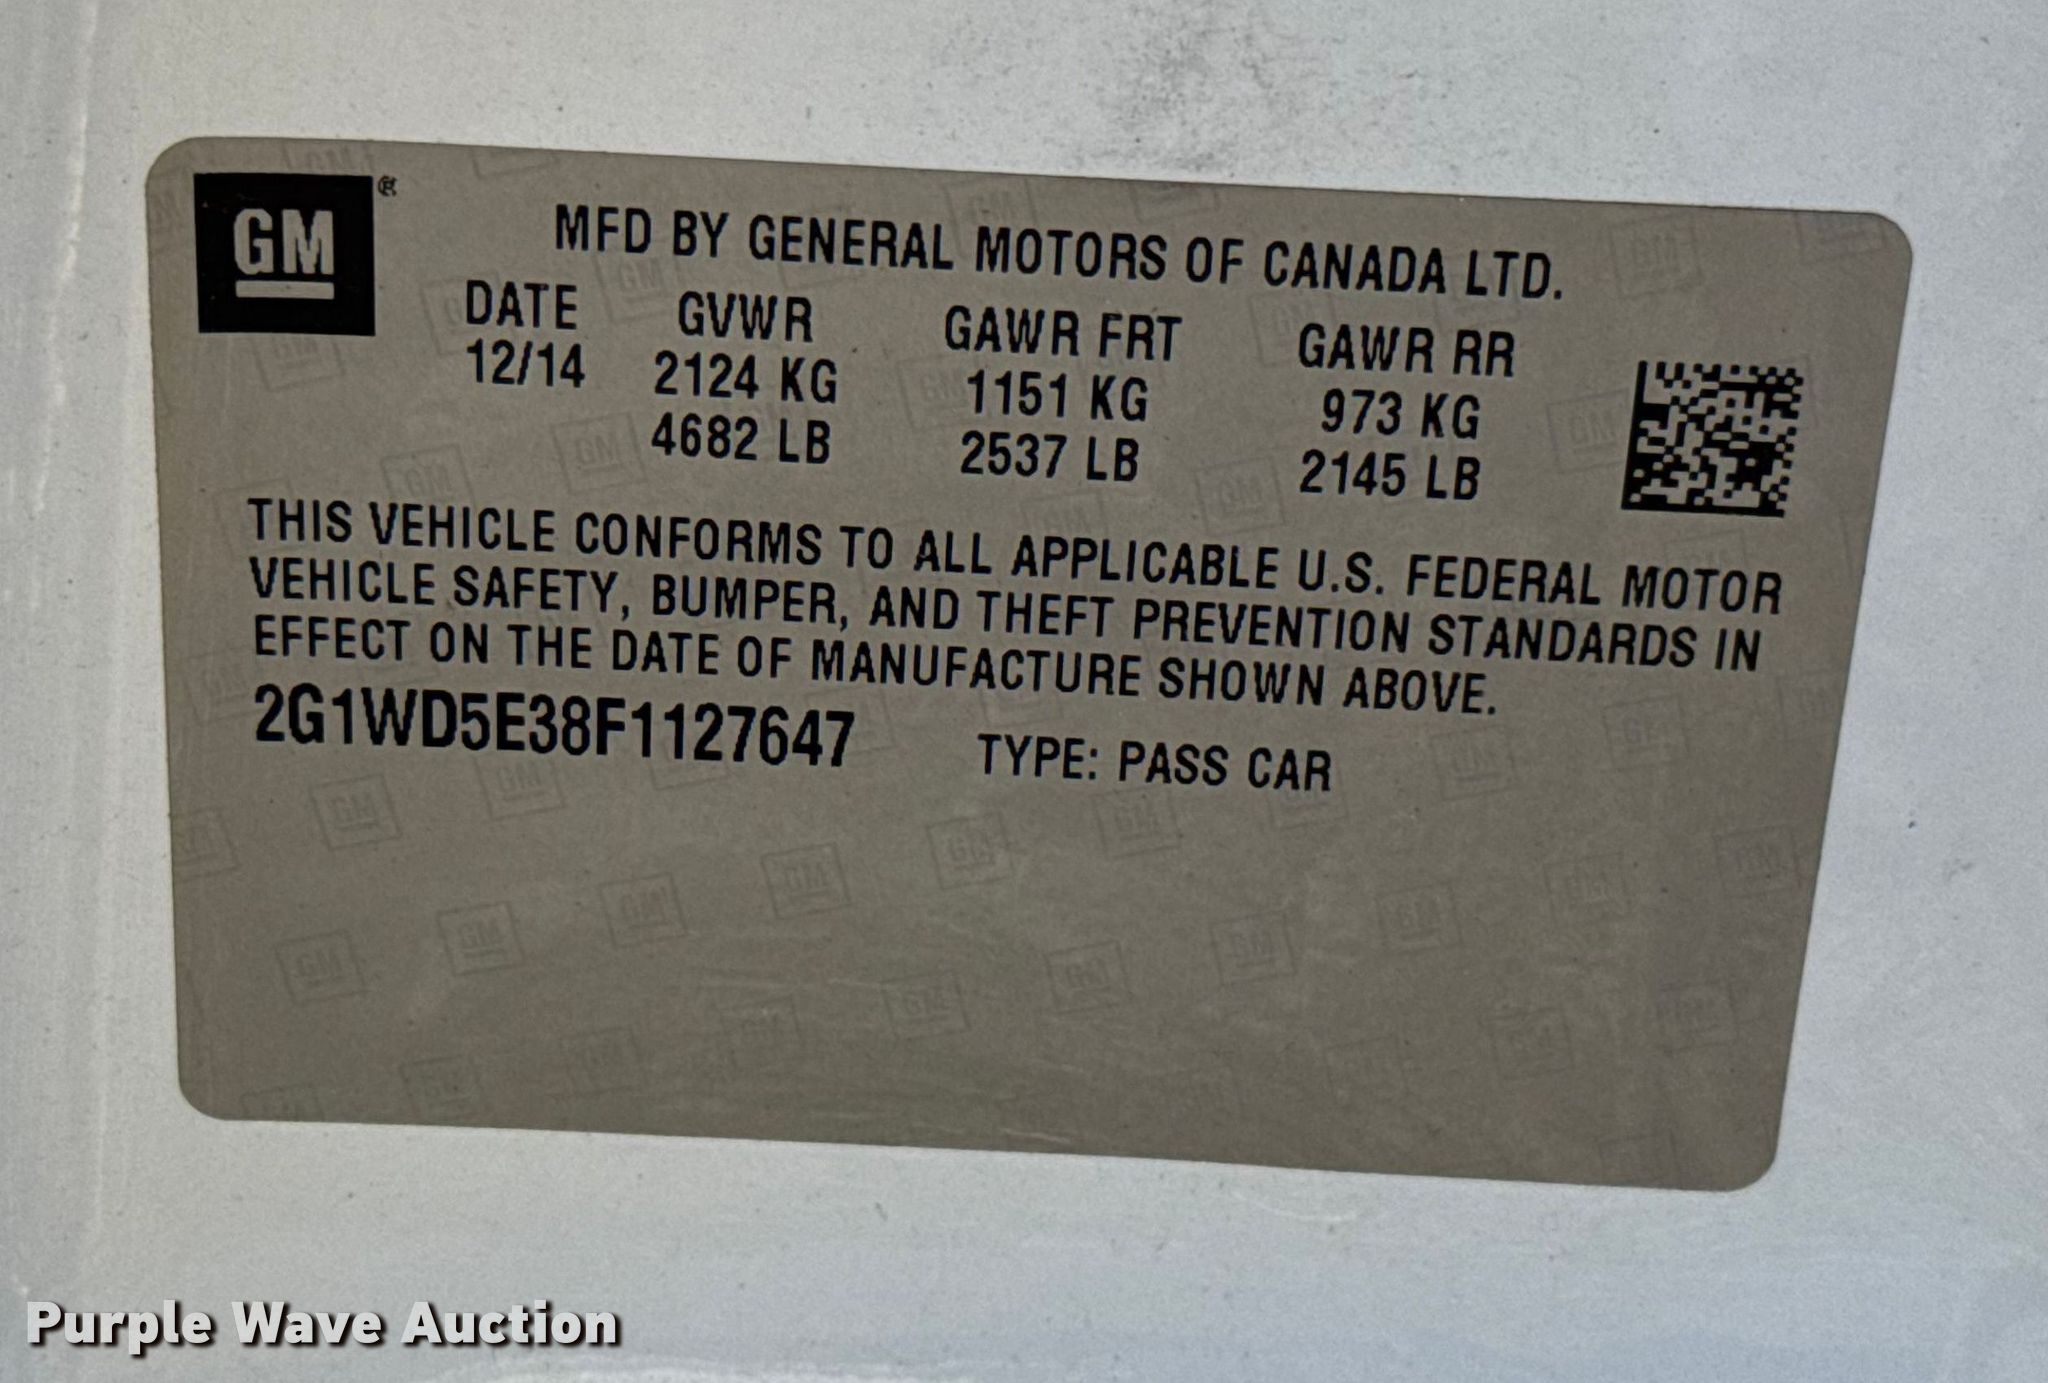 GM®
MFD BY GENERAL MOTORS OF CANADA LTD.
DATE GVWR GAWR FRT GAWR RR
12/14 2124 KG 1151 KG 973 KG
4682 LB 2537 LB 2145 LB
THIS VEHICLE CONFORMS TO ALL APPLICABLE U.S. FEDERAL MOTOR
VEHICLE SAFETY, BUMPER, AND THEFT PREVENTION STANDARDS IN
EFFECT ON THE DATE OF MANUFACTURE SHOWN ABOVE.
2G1WD5E38F1127647 TYPE: PASS CAR
Purple Wave Auction